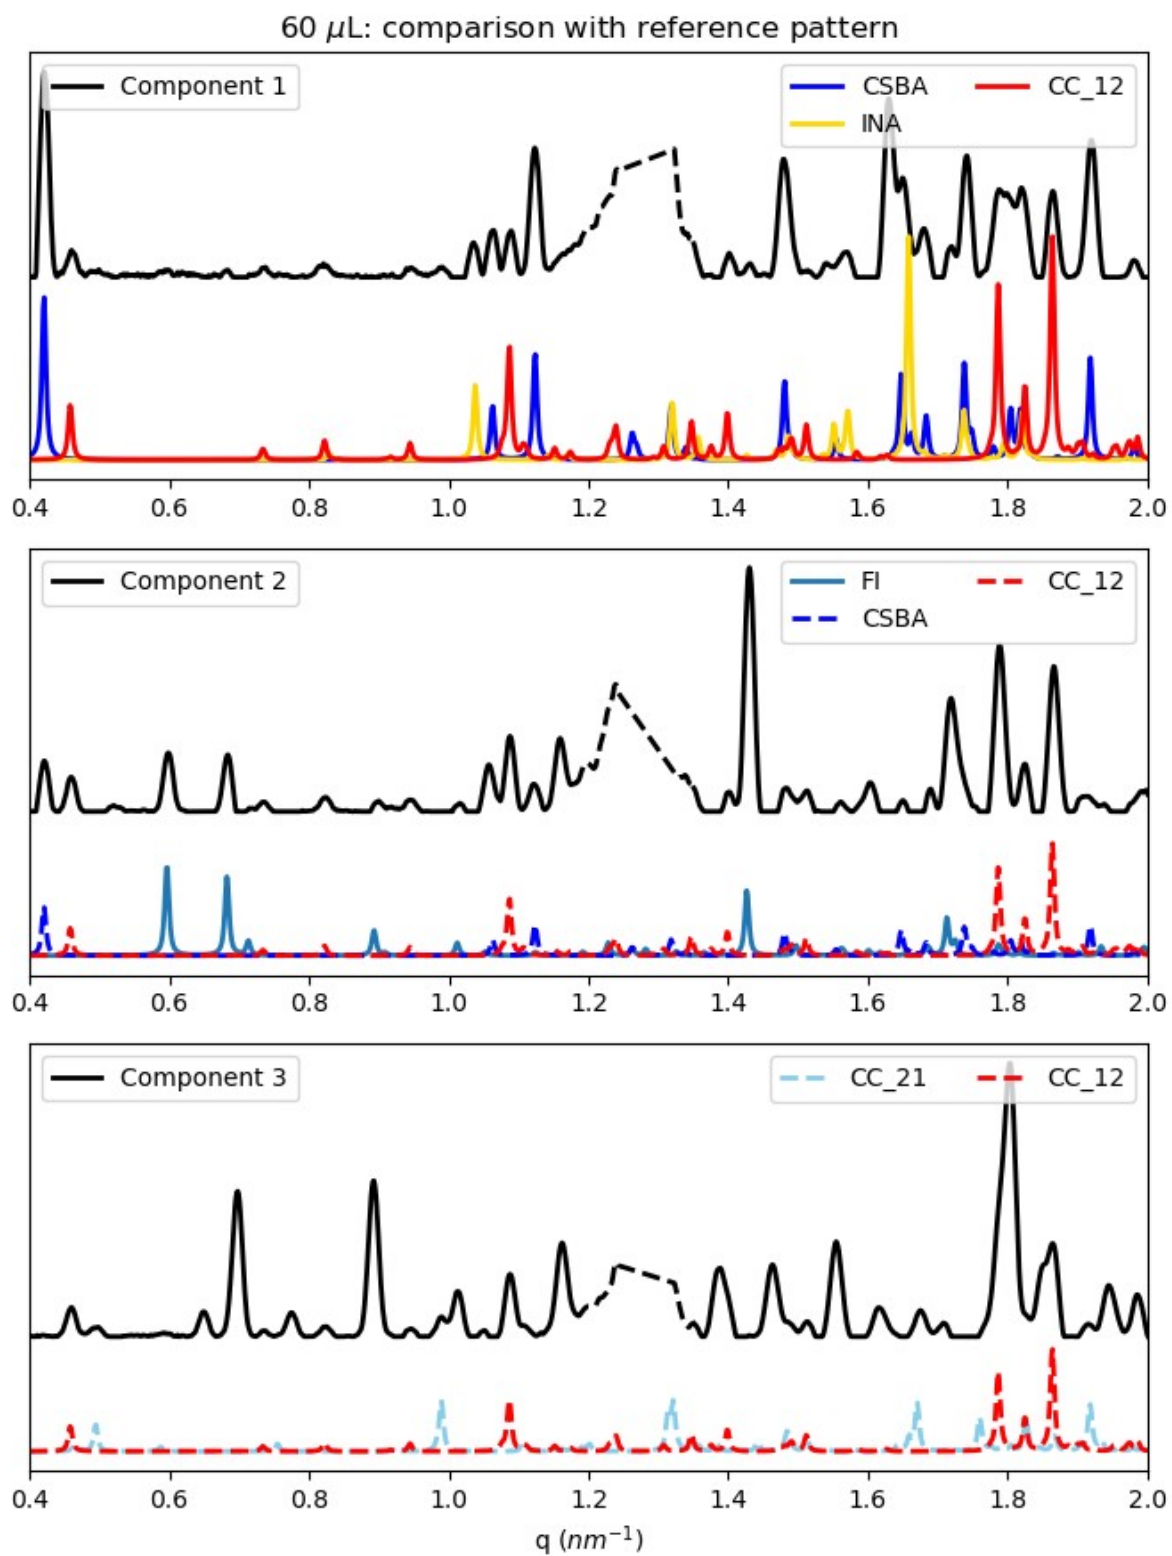 60 μL: comparison with reference pattern
Component 1
CSBA CC_12
INA
0.4 0.6 0.8 1.0 1.2 1.4 1.6 1.8 2.0
Component 2
FI CC_12
CSBA
0.4 0.6 0.8 1.0 1.2 1.4 1.6 1.8 2.0
Component 3
CC_21 CC_12
0.4 0.6 0.8 1.0 1.2 1.4 1.6 1.8 2.0
q (nm⁻¹)